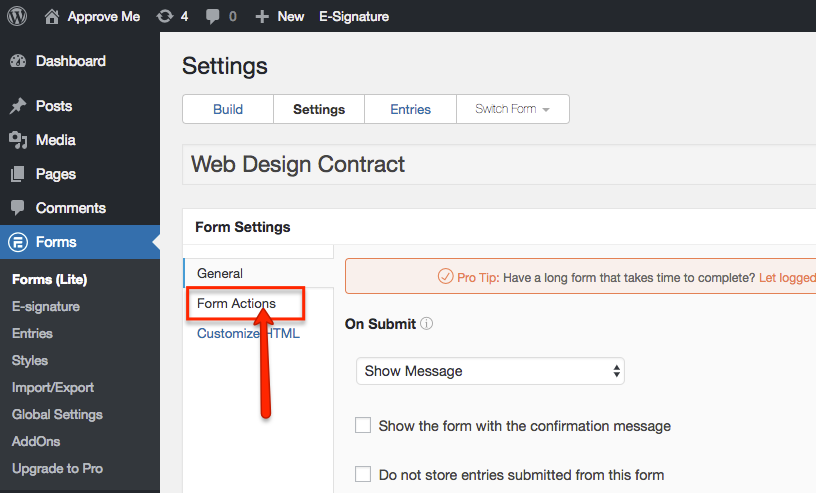 Approve Me 4 0 + New E-Signature
Dashboard
Posts
Media
Pages
Comments
Forms
Forms (Lite)
E-signature
Entries
Styles
Import/Export
Global Settings
AddOns
Upgrade to Pro
Settings
Build Settings Entries Switch Form
Web Design Contract
Form Settings
General
Form Actions
Customize HTML
Pro Tip: Have a long form that takes time to complete? Let logged
On Submit
Show Message
Show the form with the confirmation message
Do not store entries submitted from this form